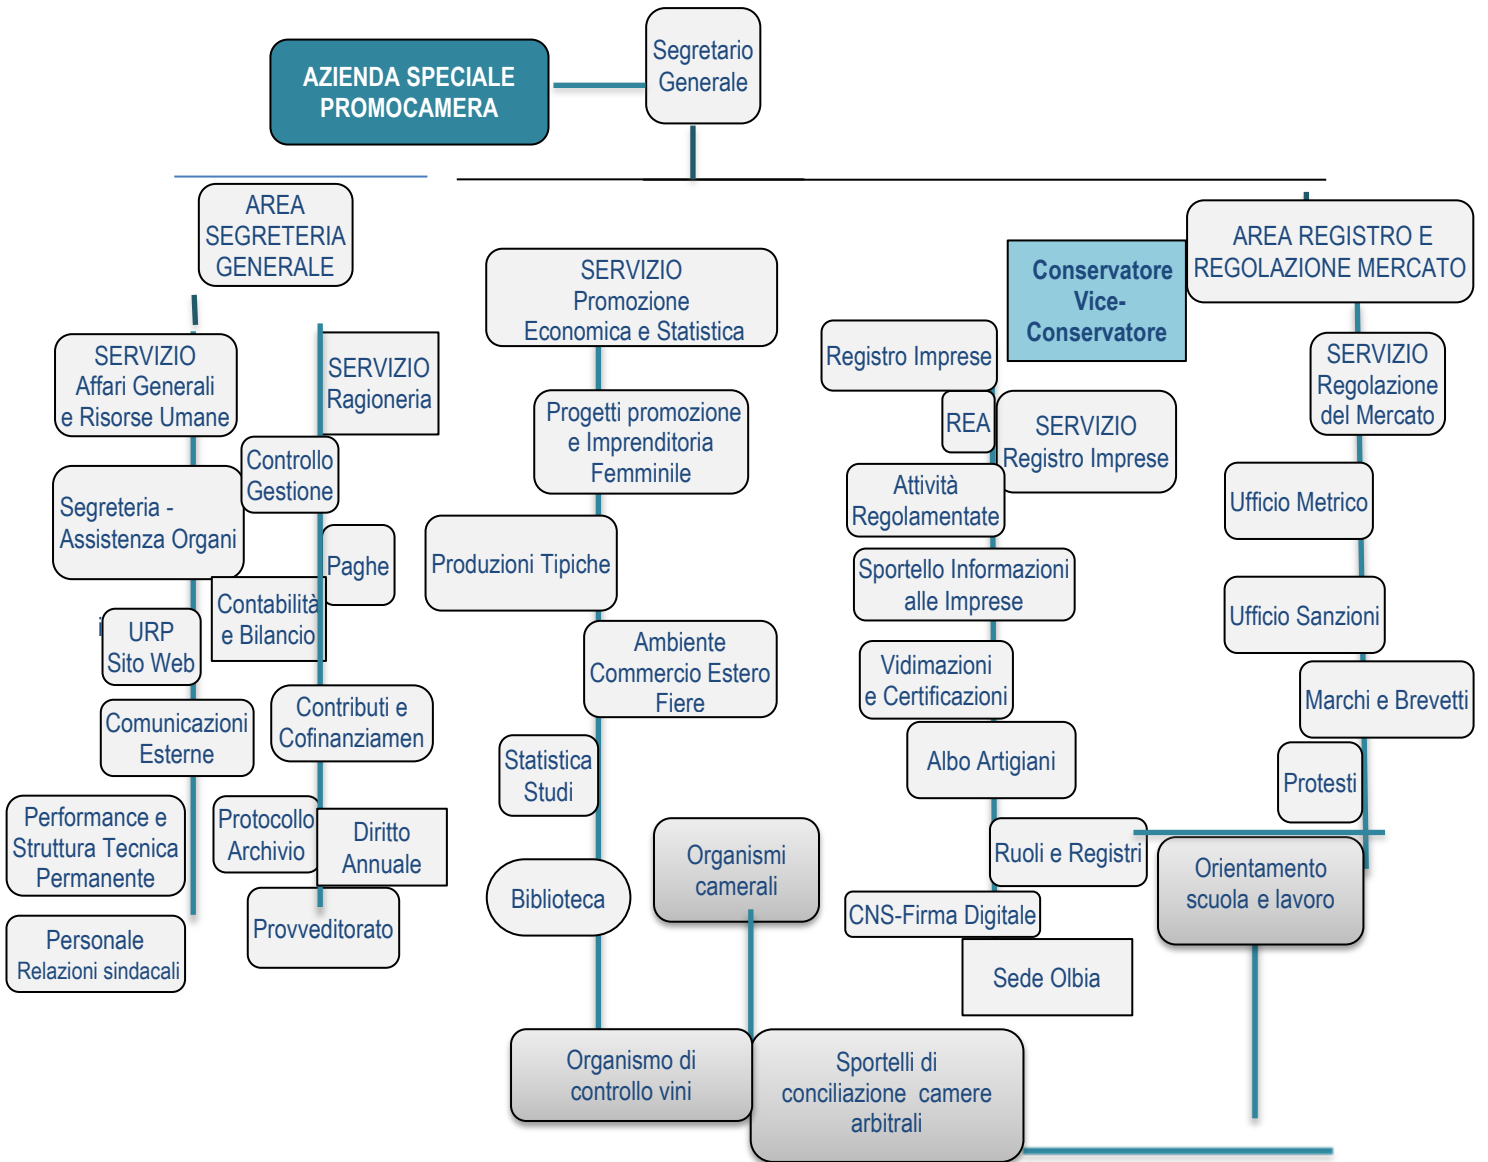 AZIENDA SPECIALE
PROMOCAMERA
Segretario
Generale
AREA
SEGRETERIA
GENERALE
AREA REGISTRO E
REGOLAZIONE MERCATO
Conservatore
Vice-
Conservatore
SERVIZIO
Affari Generali
e Risorse Umane
Segreteria -
Assistenza Organi
i
URP
Sito Web
Comunicazioni
Esterne
Performance e
Struttura Tecnica
Permanente
Personale
Relazioni sindacali
SERVIZIO
Ragioneria
Controllo
Gestione
Paghe
Contabilità
e Bilancio
Contributi e
Cofinanziamen
Protocollo
Archivio
Diritto
Annuale
Provveditorato
SERVIZIO
Promozione
Economica e Statistica
Progetti promozione
e Imprenditoria
Femminile
Produzioni Tipiche
Ambiente
Commercio Estero
Fiere
Statistica
Studi
Biblioteca
Organismi
camerali
Organismo di
controllo vini
Sportelli di
conciliazione camere
arbitrali
Registro Imprese
REA
SERVIZIO
Registro Imprese
Attività
Regolamentate
Sportello Informazioni
alle Imprese
Vidimazioni
e Certificazioni
Albo Artigiani
Ruoli e Registri
CNS-Firma Digitale
Sede Olbia
SERVIZIO
Regolazione
del Mercato
Ufficio Metrico
Ufficio Sanzioni
Marchi e Brevetti
Protesti
Orientamento
scuola e lavoro